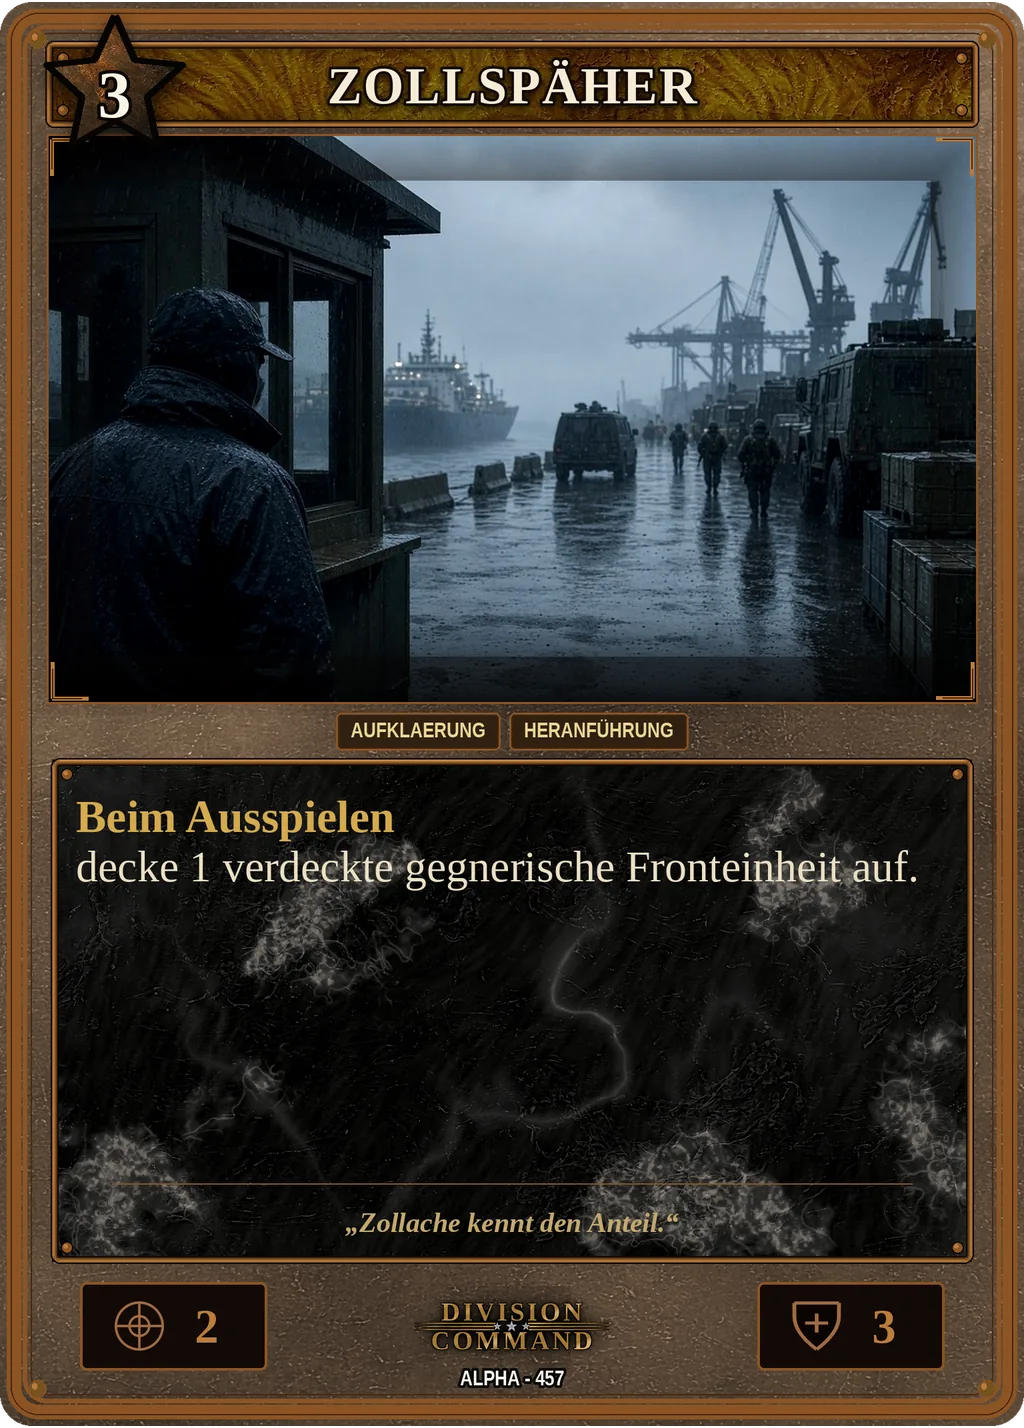 3
ZOLLSPÄHER
AUFKLAERUNG HERANFÜHRUNG
Beim Ausspielen
decke 1 verdeckte gegnerische Fronteinheit auf.
„Zollache kennt den Anteil.“
2
DIVISION
COMMAND
3
ALPHA - 457